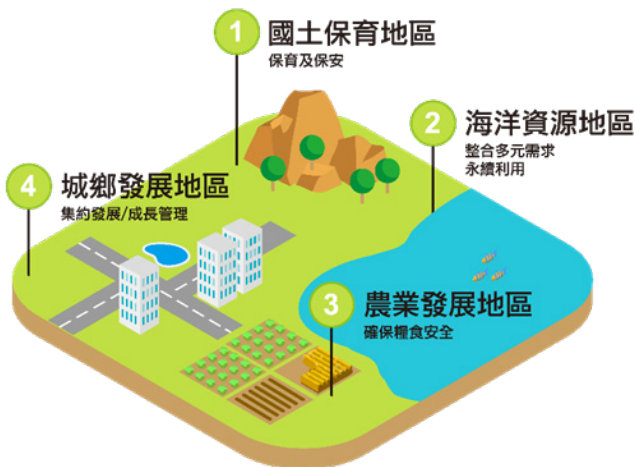 1
國土保育地區
保育及保安
2
海洋資源地區
整合多元需求
永續利用
4
城鄉發展地區
集約發展/成長管理
3
農業發展地區
確保糧食安全